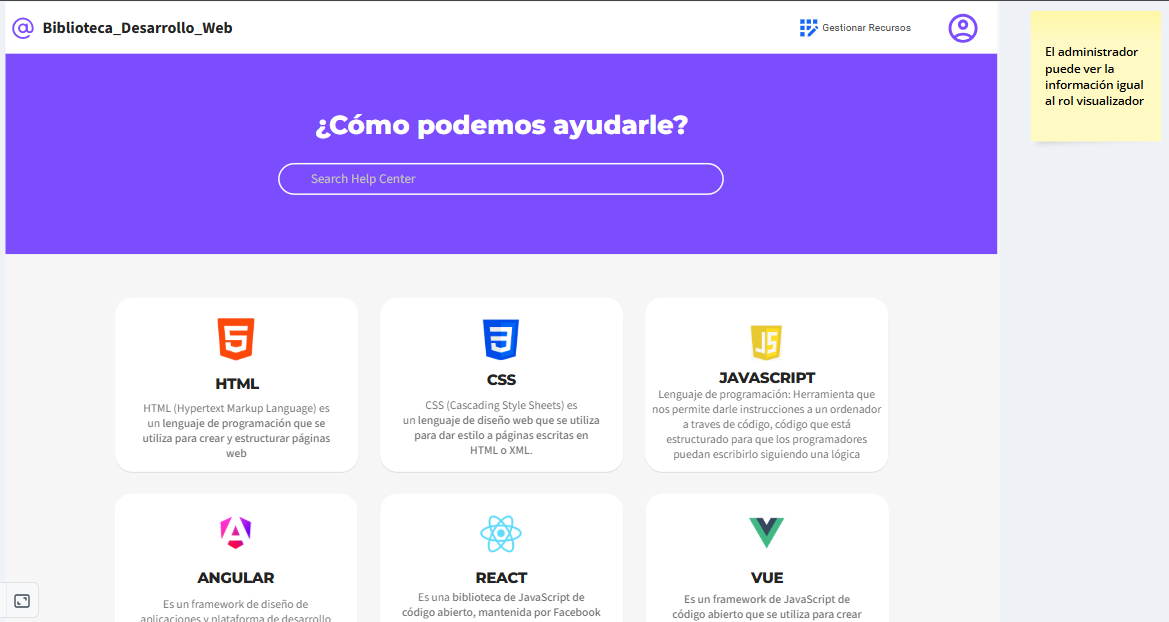 @ Biblioteca_Desarrollo_Web
Gestionar Recursos
El administrador
puede ver la
información igual
al rol visualizador
¿Cómo podemos ayudarle?
Search Help Center
HTML
HTML (Hypertext Markup Language) es
un lenguaje de programación que se
utiliza para crear y estructurar páginas
web
CSS
CSS (Cascading Style Sheets) es
un lenguaje de diseño web que se utiliza
para dar estilo a páginas escritas en
HTML o XML.
JS
JAVASCRIPT
Lenguaje de programación: Herramienta que
nos permite darle instrucciones a un ordenador
a traves de código, código que está
estructurado para que los programadores
puedan escribirlo siguiendo una lógica
ANGULAR
Es un framework de diseño de
aplicaciones y plataforma de desarrollo
REACT
Es una biblioteca de JavaScript de
código abierto, mantenida por Facebook
VUE
Es un framework de JavaScript de
código abierto que se utiliza para crear